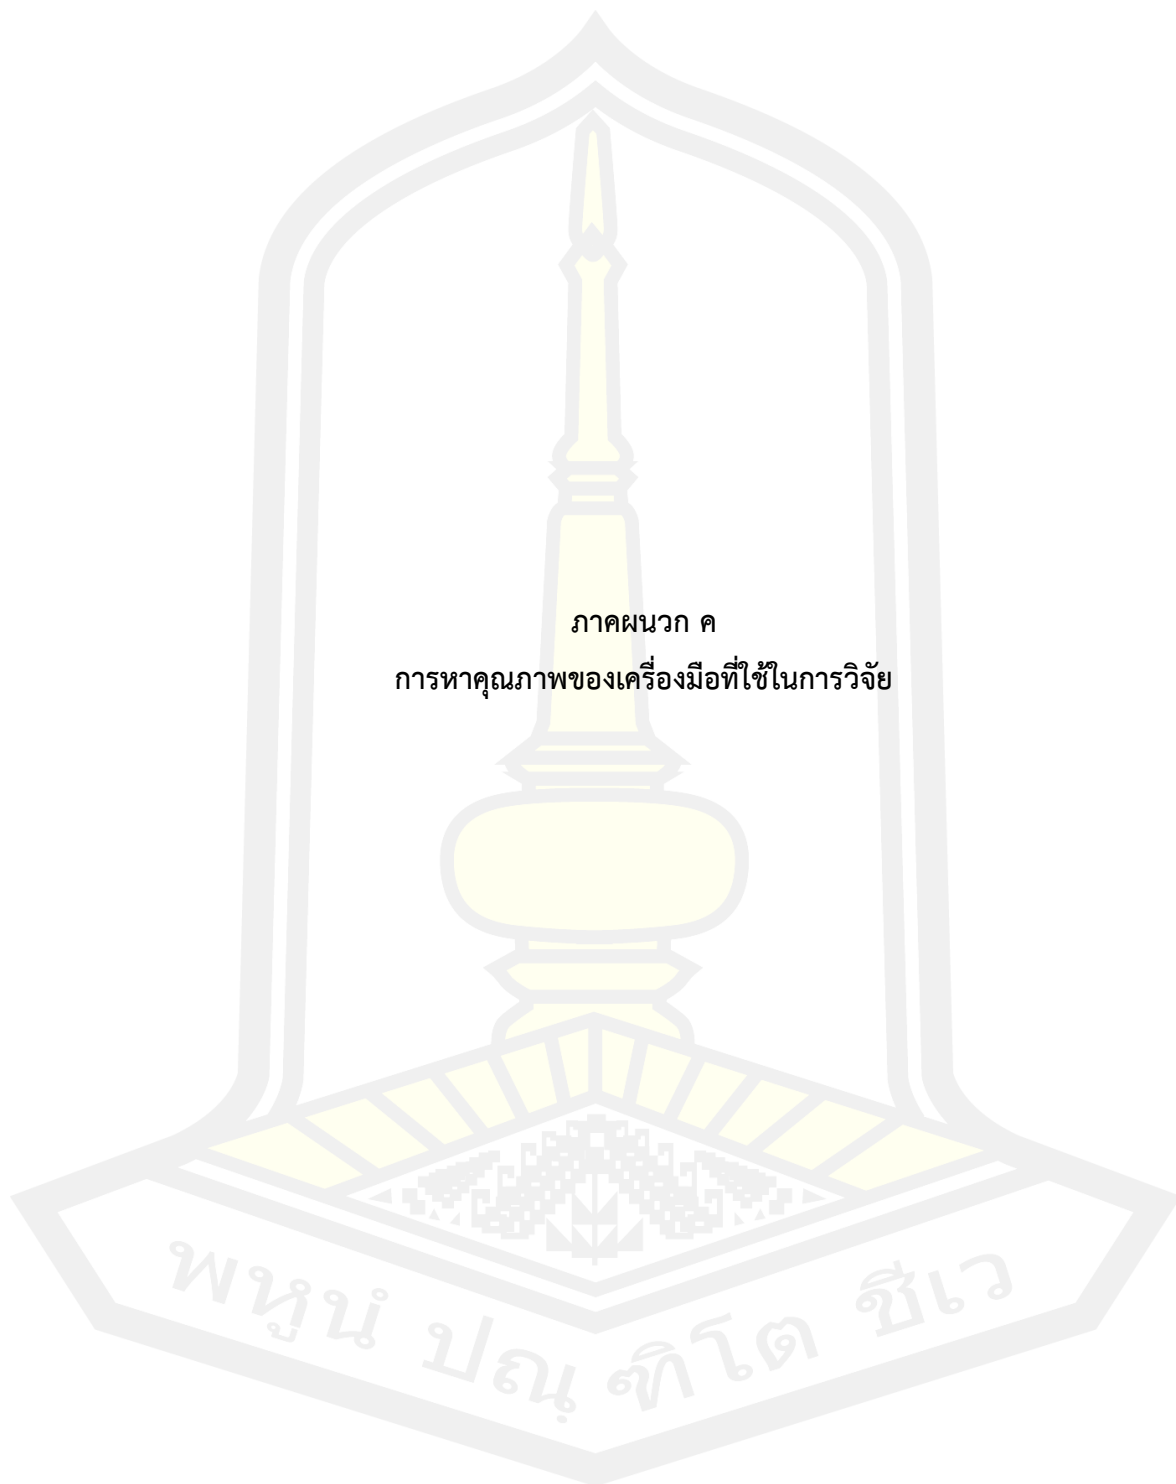 ภาคผนวก ค
การหาคุณภาพของเครื่องมือที่ใช้ในการวิจัย
พหูนํ ปณฺฑิโต ชีเว